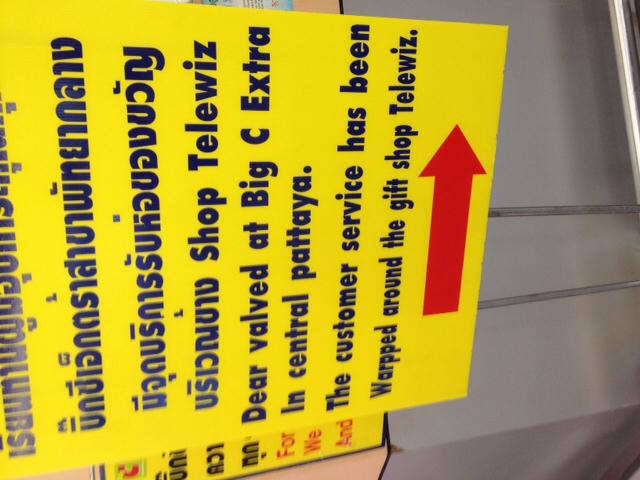 บิ๊กซีเอ็กตร้าสาขาพัทยากลาง
มีจุดบริการรับห่อของขวัญ
บริเวณข้าง Shop Telewiz
Dear valved at Big C Extra
In central pattaya.
The customer service has been
Warpped around the gift shop Telewiz.
For
We
And